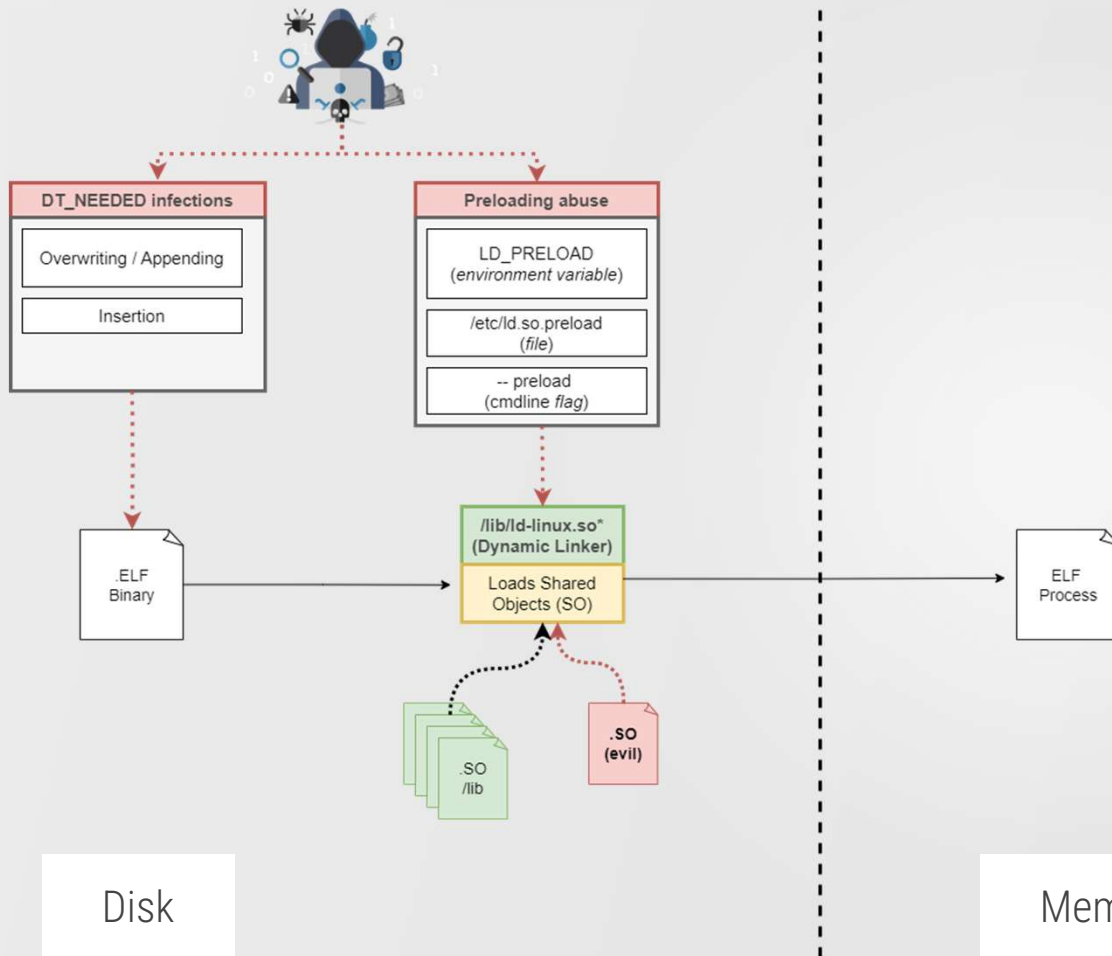 DT_NEEDED infections
Overwriting / Appending
Insertion
Preloading abuse
LD_PRELOAD
(environment variable)
/etc/ld.so.preload
(file)
-- preload
(cmdline flag)
.ELF
Binary
/lib/ld-linux.so*
(Dynamic Linker)
Loads Shared
Objects (SO)
ELF
Process
.SO
/lib
.SO
(evil)
Disk
Mem